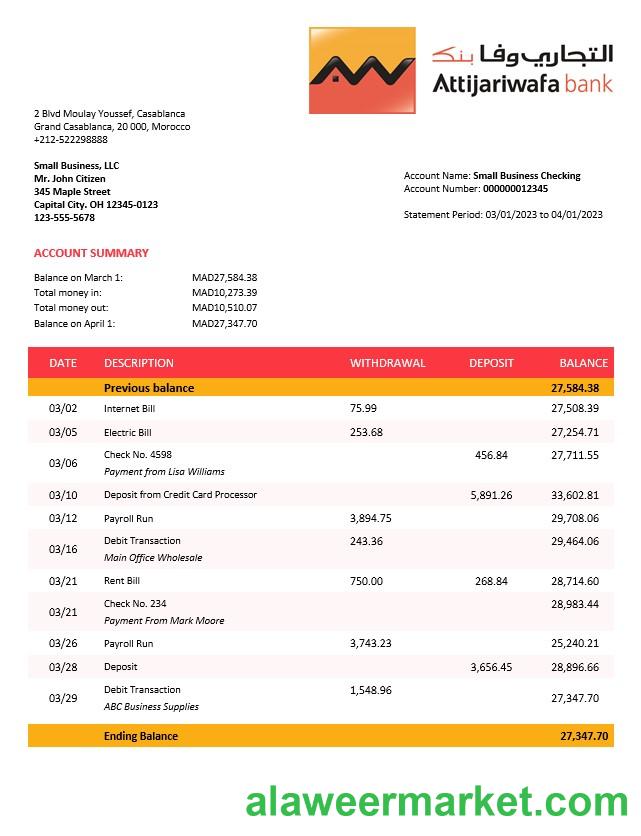 التجاري وفا بنك
Attijariwafa bank
2 Blvd Moulay Youssef, Casablanca
Grand Casablanca, 20 000, Morocco
+212-522298888
Small Business, LLC
Mr. John Citizen
345 Maple Street
Capital City. OH 12345-0123
123-555-5678
Account Name: Small Business Checking
Account Number: 000000012345
Statement Period: 03/01/2023 to 04/01/2023
ACCOUNT SUMMARY
Balance on March 1: MAD27,584.38
Total money in: MAD10,273.39
Total money out: MAD10,510.07
Balance on April 1: MAD27,347.70
DATE DESCRIPTION WITHDRAWAL DEPOSIT BALANCE
Previous balance 27,584.38
03/02 Internet Bill 75.99 27,508.39
03/05 Electric Bill 253.68 27,254.71
03/06 Check No. 4598 456.84 27,711.55
Payment from Lisa Williams
03/10 Deposit from Credit Card Processor 5,891.26 33,602.81
03/12 Payroll Run 3,894.75 29,708.06
03/16 Debit Transaction 243.36 29,464.06
Main Office Wholesale
03/21 Rent Bill 750.00 268.84 28,714.60
03/21 Check No. 234 28,983.44
Payment From Mark Moore
03/26 Payroll Run 3,743.23 25,240.21
03/28 Deposit 3,656.45 28,896.66
03/29 Debit Transaction 1,548.96 27,347.70
ABC Business Supplies
Ending Balance 27,347.70
alaweermarket.com